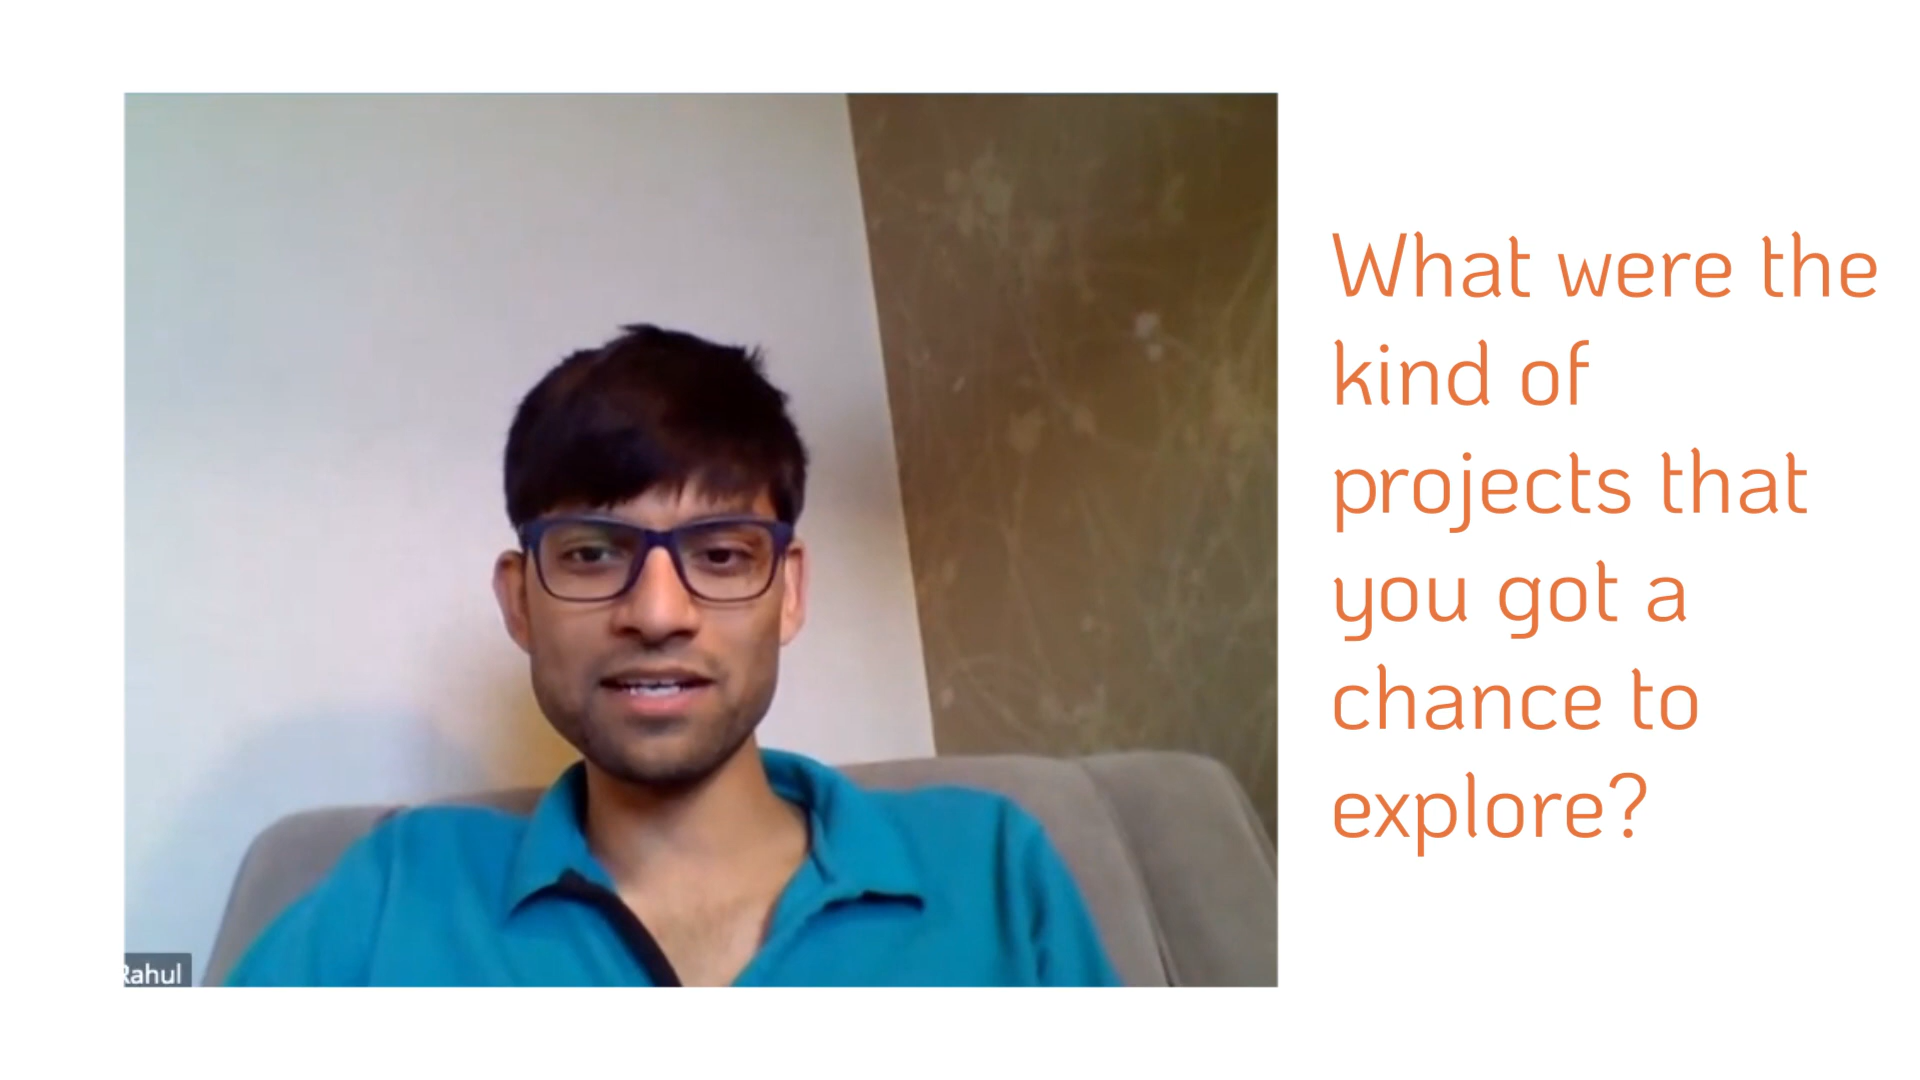 What were the
kind of
projects that
you got a
chance to
explore?
Rahul